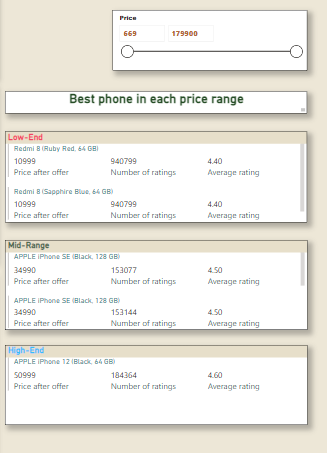 Price
669 179900
Best phone in each price range
Low-End
Redmi 8 (Ruby Red, 64 GB)
10999 940799 4.40
Price after offer Number of ratings Average rating
Redmi 8 (Sapphire Blue, 64 GB)
10999 940799 4.40
Price after offer Number of ratings Average rating
Mid-Range
APPLE iPhone SE (Black, 128 GB)
34990 153077 4.50
Price after offer Number of ratings Average rating
APPLE iPhone SE (Black, 128 GB)
34990 153144 4.50
Price after offer Number of ratings Average rating
High-End
APPLE iPhone 12 (Black, 64 GB)
50999 184364 4.60
Price after offer Number of ratings Average rating